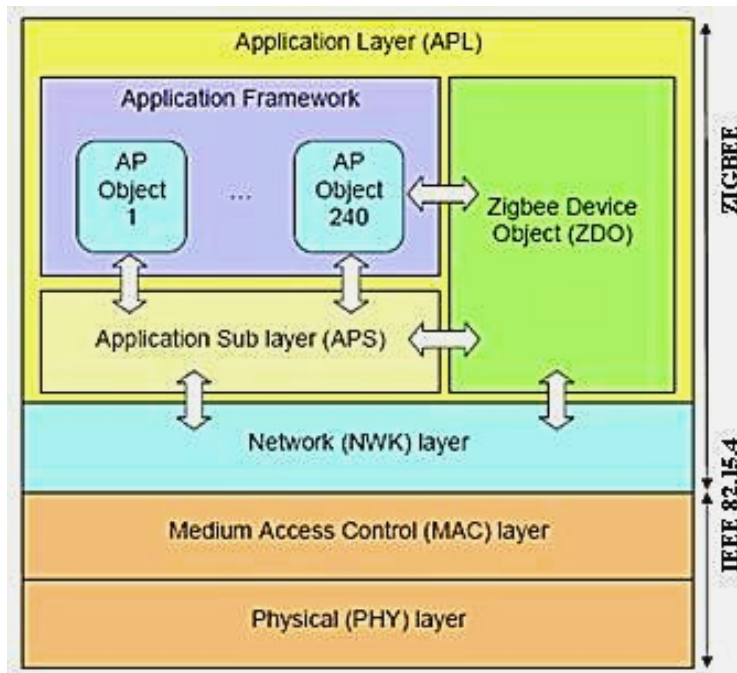 Application Layer (APL)
Application Framework
AP
Object
1
...
AP
Object
240
Zigbee Device
Object (ZDO)
Application Sub layer (APS)
Network (NWK) layer
Medium Access Control (MAC) layer
Physical (PHY) layer
ZIGBEE
IEEE 82.15.4